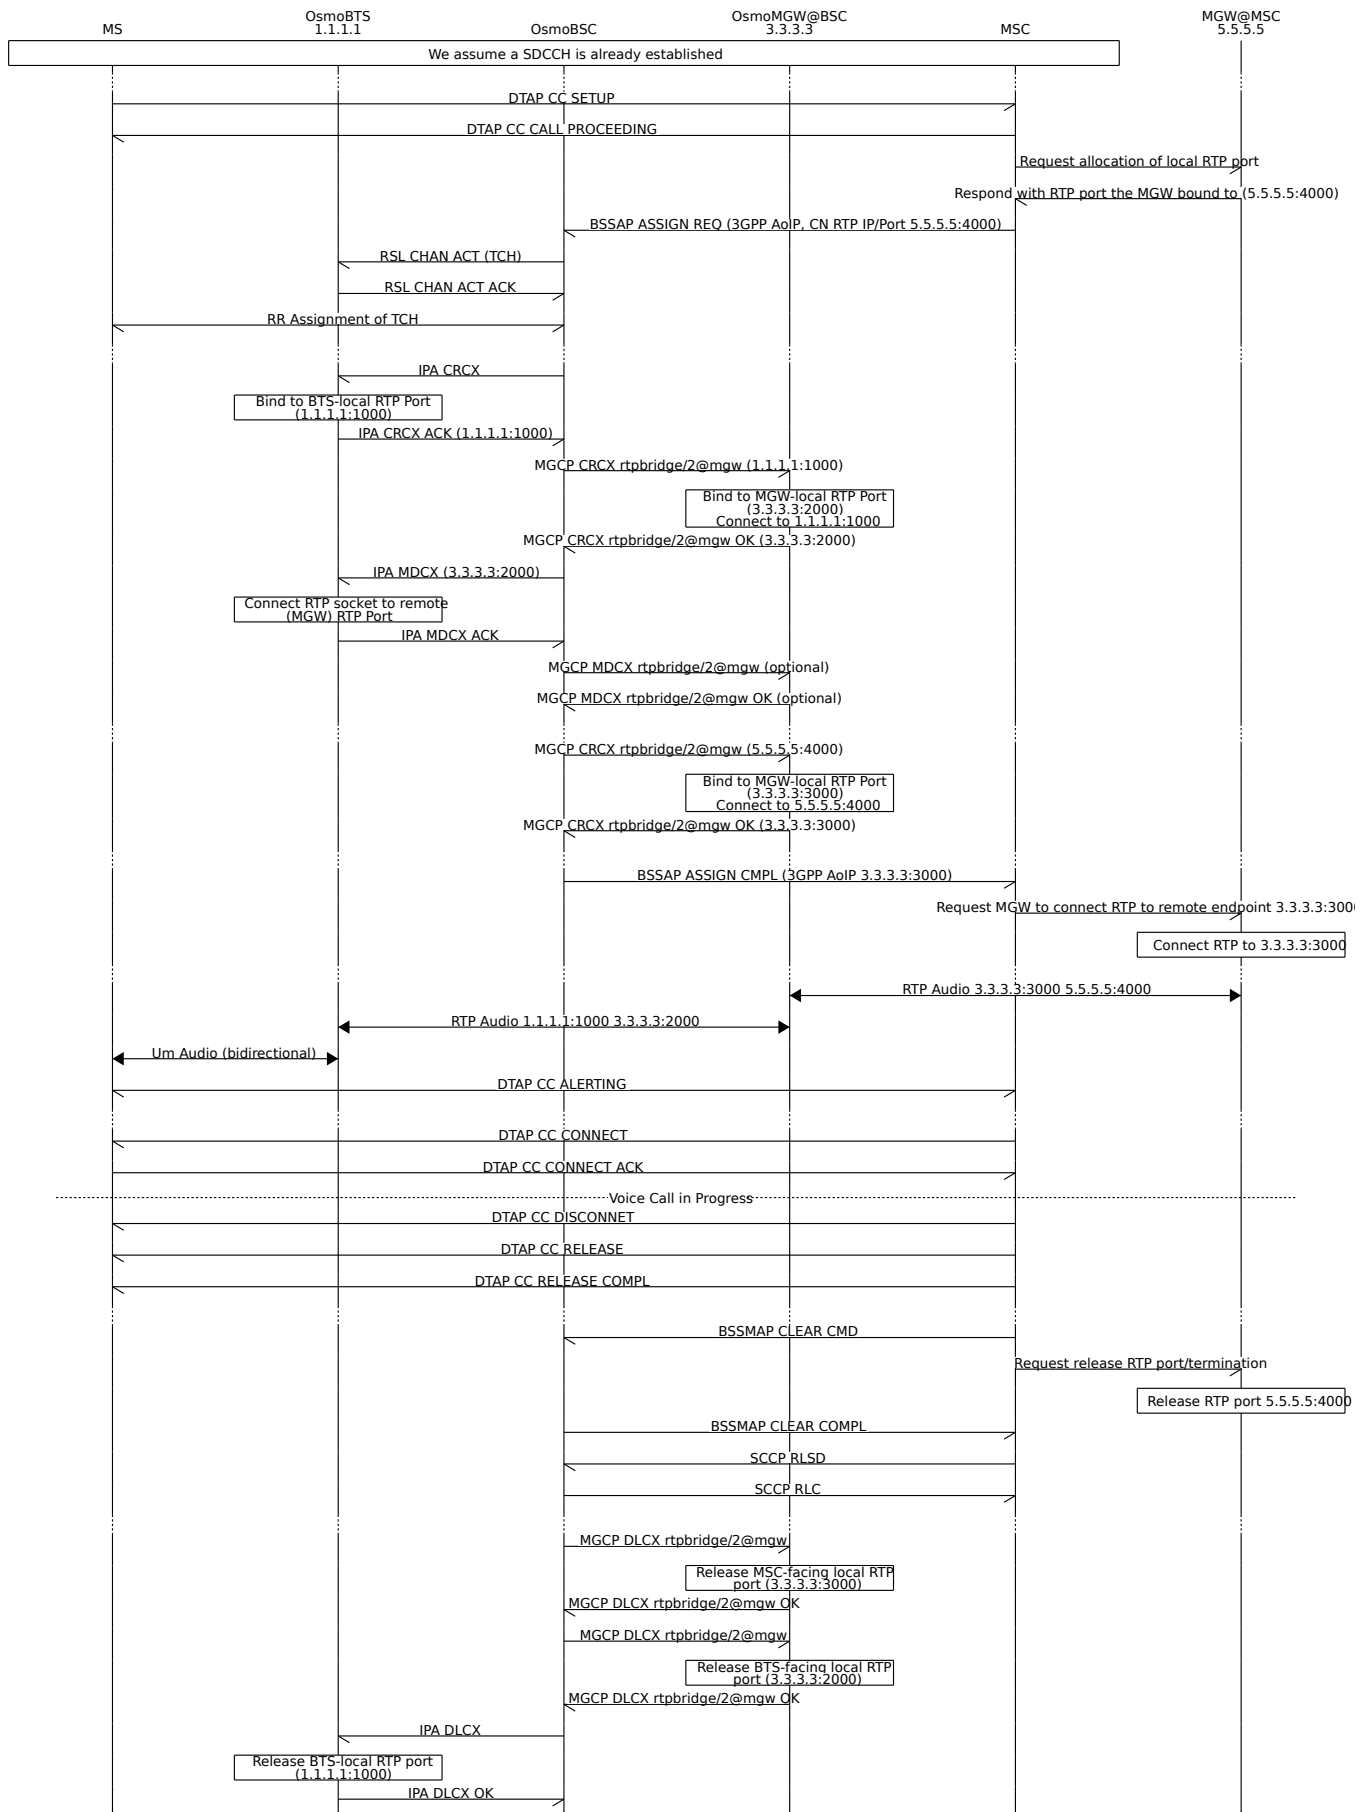 MS
OsmoBTS
1.1.1.1
OsmoBSC
OsmoMGW@BSC
3.3.3.3
MSC
MGW@MSC
5.5.5.5
We assume a SDCCH is already established
DTAP CC SETUP
DTAP CC CALL PROCEEDING
Request allocation of local RTP port
Respond with RTP port the MGW bound to (5.5.5.5:4000)
BSSAP ASSIGN REQ (3GPP AoIP, CN RTP IP/Port 5.5.5.5:4000)
RSL CHAN ACT (TCH)
RSL CHAN ACT ACK
RR Assignment of TCH
IPA CRCX
Bind to BTS-local RTP Port
(1.1.1.1:1000)
IPA CRCX ACK (1.1.1.1:1000)
MGCP CRCX rtpbridge/2@mgw (1.1.1.1:1000)
Bind to MGW-local RTP Port
(3.3.3.3:2000)
Connect to 1.1.1.1:1000
MGCP CRCX rtpbridge/2@mgw OK (3.3.3.3:2000)
IPA MDCX (3.3.3.3:2000)
Connect RTP socket to remote
(MGW) RTP Port
IPA MDCX ACK
MGCP MDCX rtpbridge/2@mgw (optional)
MGCP MDCX rtpbridge/2@mgw OK (optional)
MGCP CRCX rtpbridge/2@mgw (5.5.5.5:4000)
Bind to MGW-local RTP Port
(3.3.3.3:3000)
Connect to 5.5.5.5:4000
MGCP CRCX rtpbridge/2@mgw OK (3.3.3.3:3000)
BSSAP ASSIGN CMPL (3GPP AoIP 3.3.3.3:3000)
Request MGW to connect RTP to remote endpoint 3.3.3.3:300
Connect RTP to 3.3.3.3:3000
RTP Audio 3.3.3.3:3000 5.5.5.5:4000
RTP Audio 1.1.1.1:1000 3.3.3.3:2000
Um Audio (bidirectional)
DTAP CC ALERTING
DTAP CC CONNECT
DTAP CC CONNECT ACK
Voice Call in Progress
DTAP CC DISCONNET
DTAP CC RELEASE
DTAP CC RELEASE COMPL
BSSMAP CLEAR CMD
Request release RTP port/termination
Release RTP port 5.5.5.5:4000
BSSMAP CLEAR COMPL
SCCP RLSD
SCCP RLC
MGCP DLCX rtpbridge/2@mgw
Release MSC-facing local RTP
port (3.3.3.3:3000)
MGCP DLCX rtpbridge/2@mgw OK
MGCP DLCX rtpbridge/2@mgw
Release BTS-facing local RTP
port (3.3.3.3:2000)
MGCP DLCX rtpbridge/2@mgw OK
IPA DLCX
Release BTS-local RTP port
(1.1.1.1:1000)
IPA DLCX OK